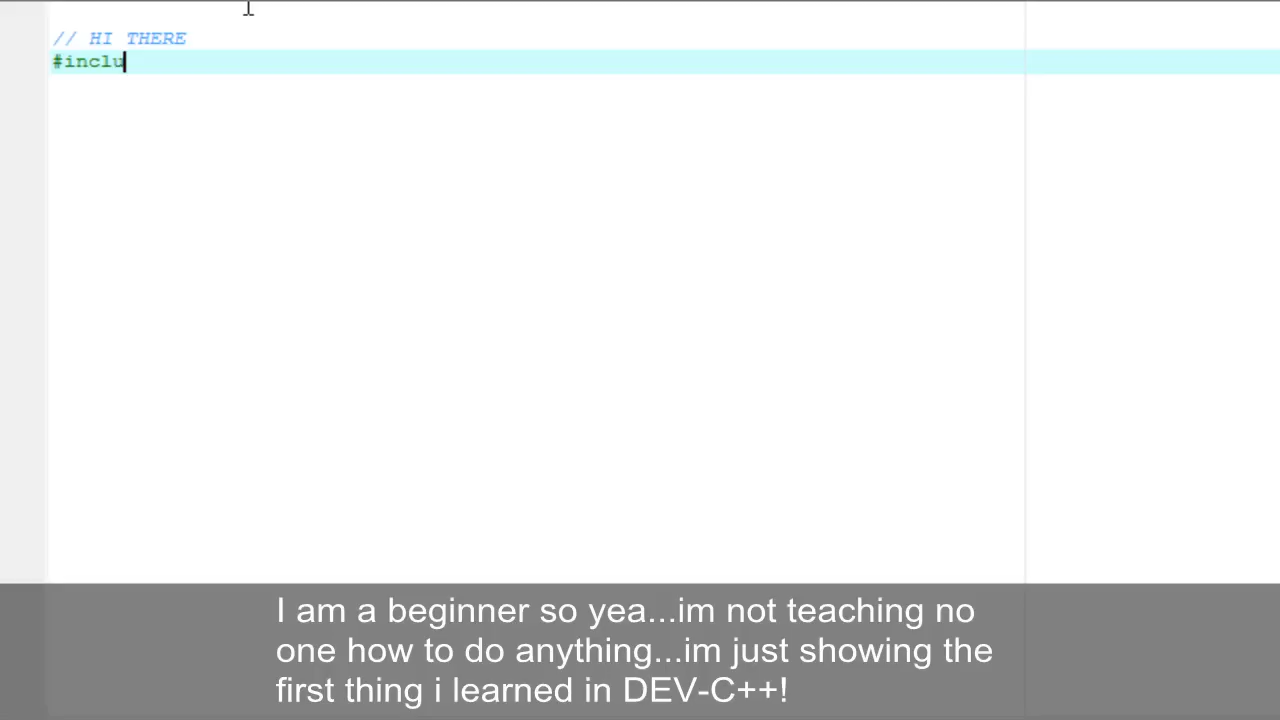 // HI THERE
#inclu
I am a beginner so yea...im not teaching no
one how to do anything...im just showing the
first thing i learned in DEV-C++!